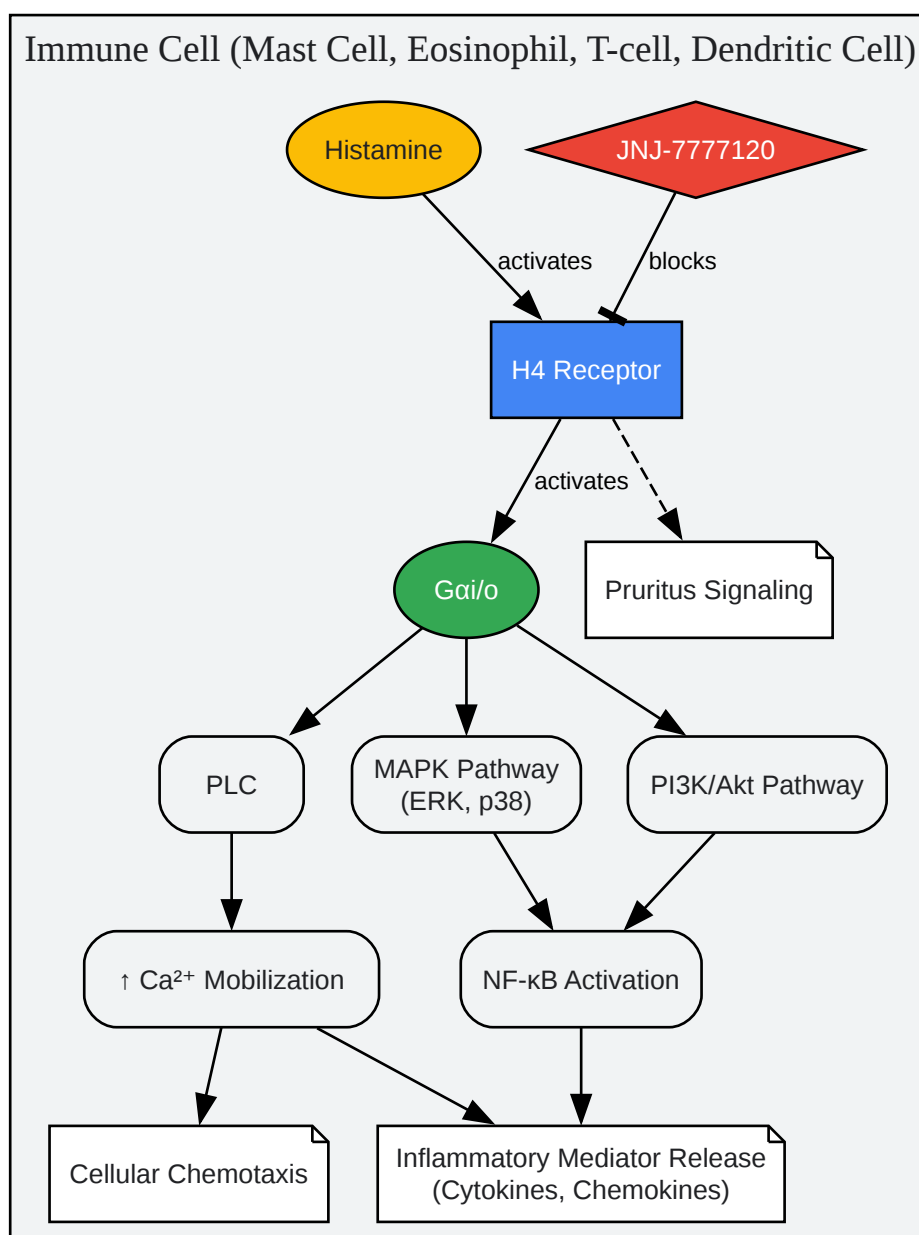 Immune Cell (Mast Cell, Eosinophil, T-cell, Dendritic Cell)
Histamine
JNJ-7777120
activates
blocks
H4 Receptor
activates
Gαi/o
Pruritus Signaling
PLC
MAPK Pathway
(ERK, p38)
PI3K/Akt Pathway
↑ Ca²⁺ Mobilization
NF-κB Activation
Cellular Chemotaxis
Inflammatory Mediator Release
(Cytokines, Chemokines)